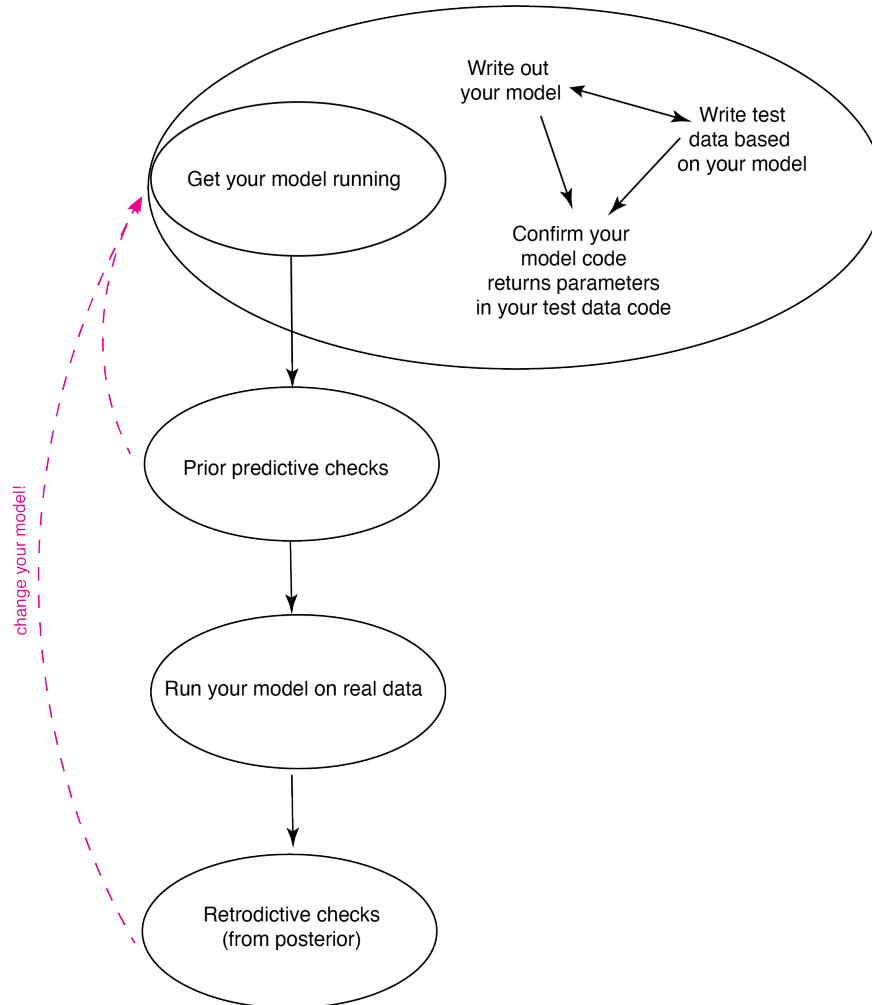 Write out
your model
Write test
data based
on your model
Get your model running
Confirm your
model code
returns parameters
in your test data code
Prior predictive checks
change your model!
Run your model on real data
Retrodictive checks
(from posterior)